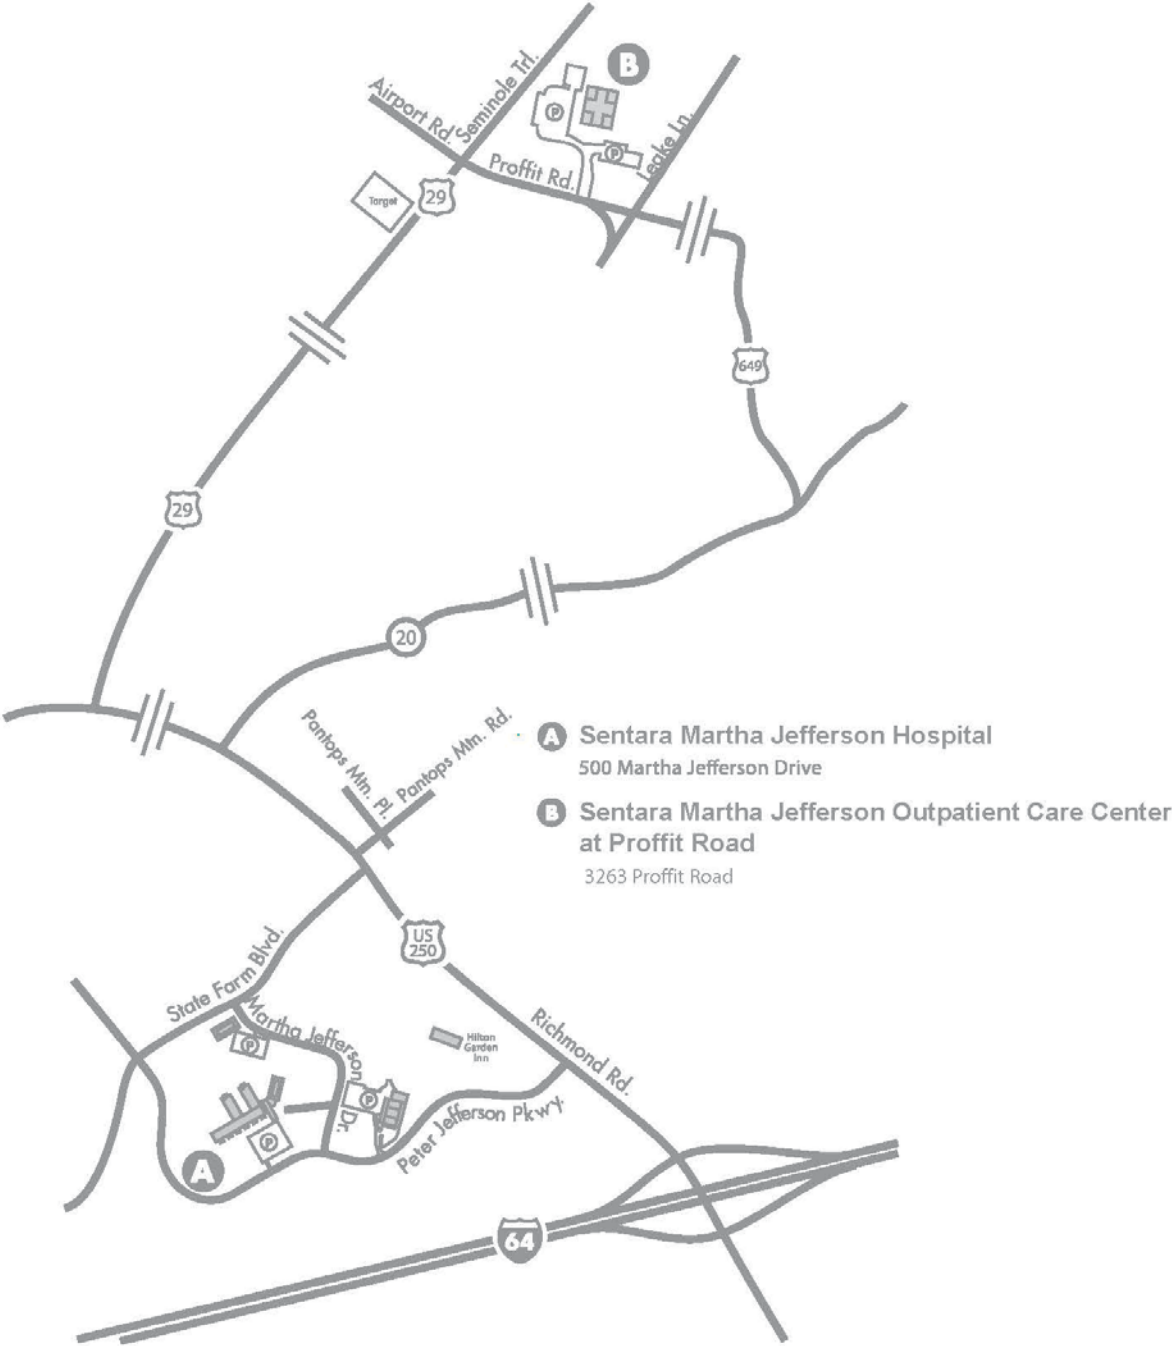 B
Airport Rd.
Seminole Trl.
P
Leake Ln.
P
Proffit Rd.
Target
29
649
29
20
Pantops Mtn. Pl.
Pantops Mtn. Rd.
A Sentara Martha Jefferson Hospital
500 Martha Jefferson Drive
B Sentara Martha Jefferson Outpatient Care Center
at Proffit Road
3263 Proffit Road
US
250
State Farm Blvd.
Martha Jefferson Dr.
P
Hilton
Garden
Inn
Richmond Rd.
P
Peter Jefferson Pkwy.
P
A
64